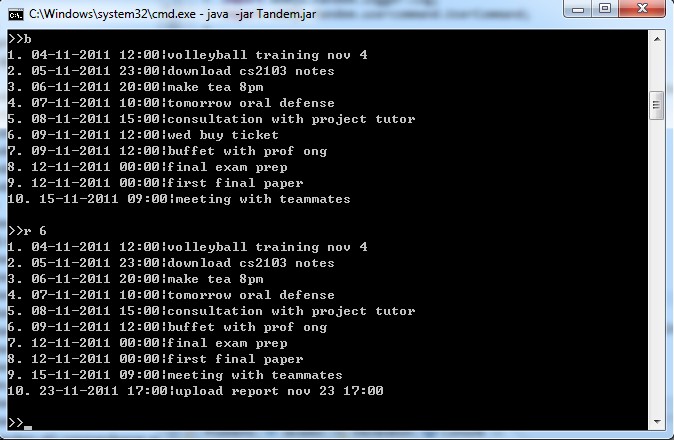 C:\Windows\system32\cmd.exe - java -jar Tandem.jar
>>b
1. 04-11-2011 12:00|volleyball training nov 4
2. 05-11-2011 23:00|download cs2103 notes
3. 06-11-2011 20:00|make tea 8pm
4. 07-11-2011 10:00|tomorrow oral defense
5. 08-11-2011 15:00|consultation with project tutor
6. 09-11-2011 12:00|wed buy ticket
7. 09-11-2011 12:00|buffet with prof ong
8. 12-11-2011 00:00|final exam prep
9. 12-11-2011 00:00|first final paper
10. 15-11-2011 09:00|meeting with teammates
>>r 6
1. 04-11-2011 12:00|volleyball training nov 4
2. 05-11-2011 23:00|download cs2103 notes
3. 06-11-2011 20:00|make tea 8pm
4. 07-11-2011 10:00|tomorrow oral defense
5. 08-11-2011 15:00|consultation with project tutor
6. 09-11-2011 12:00|buffet with prof ong
7. 12-11-2011 00:00|final exam prep
8. 12-11-2011 00:00|first final paper
9. 15-11-2011 09:00|meeting with teammates
10. 23-11-2011 17:00|upload report nov 23 17:00
>>_